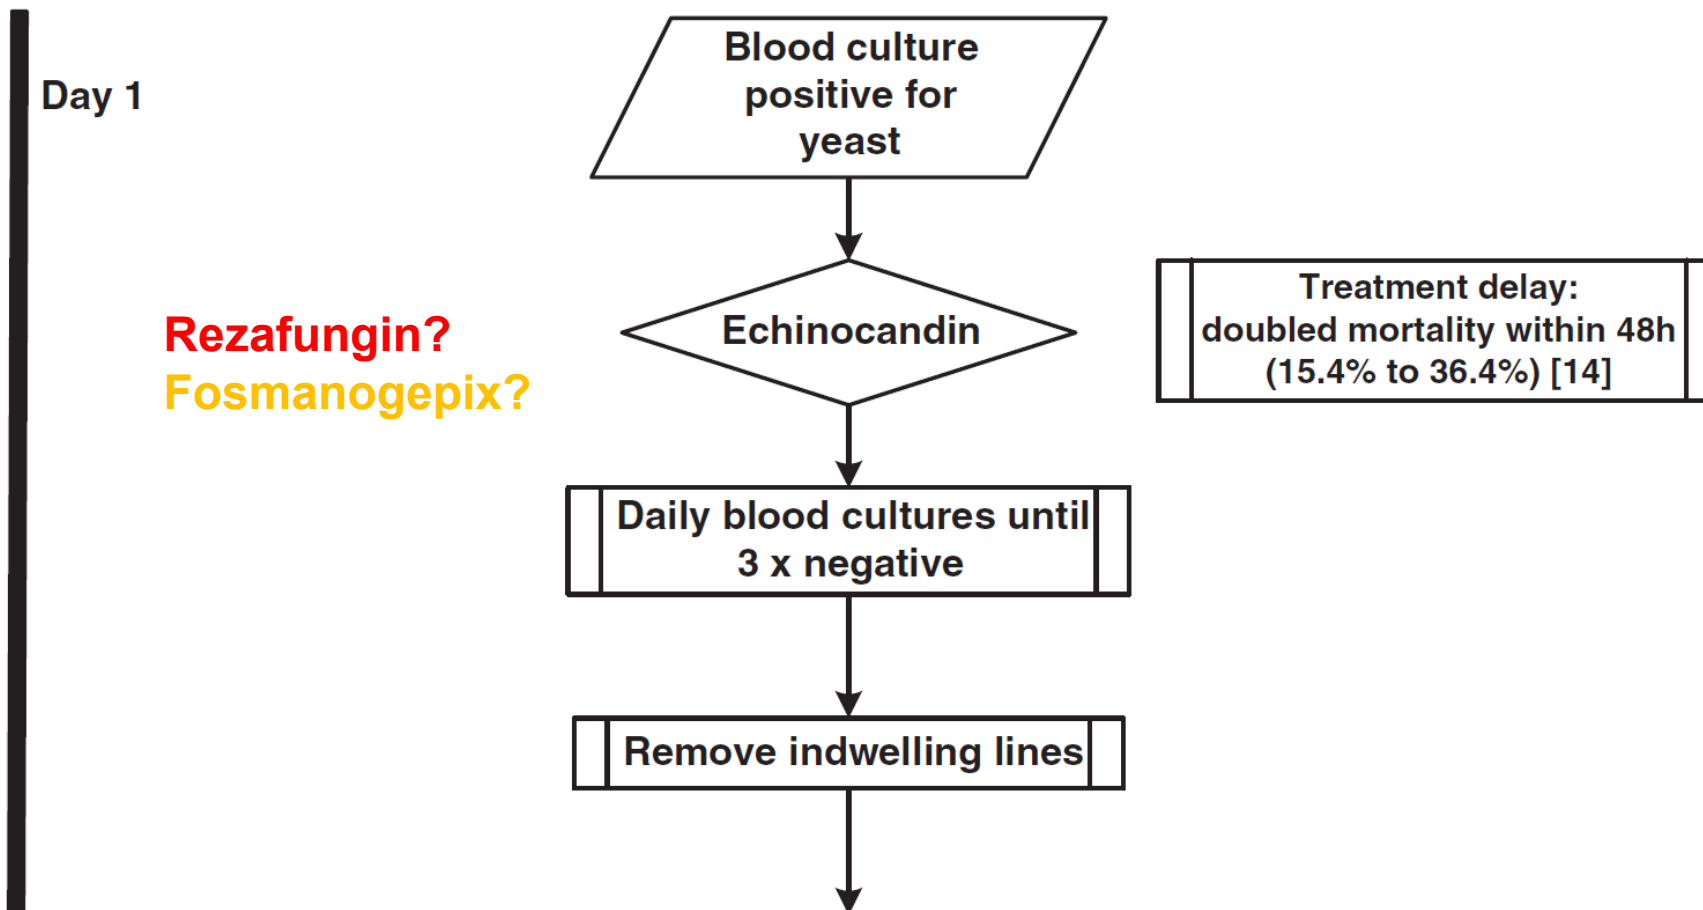 Day 1
Blood culture
positive for
yeast
Rezafungin?
Fosmanogepix?
Echinocandin
Treatment delay:
doubled mortality within 48h
(15.4% to 36.4%) [14]
Daily blood cultures until
3 x negative
Remove indwelling lines